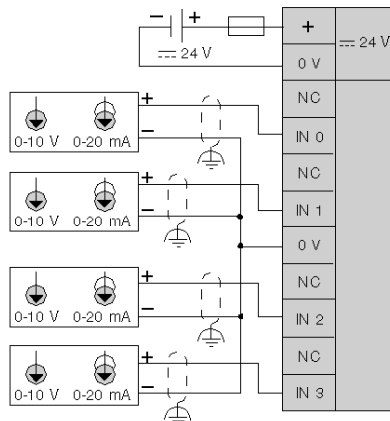 − +
⎓ 24 V
+
0 V
⎓ 24 V
NC
IN 0
NC
IN 1
0 V
NC
IN 2
NC
IN 3
+
−
0-10 V 0-20 mA
+
−
0-10 V 0-20 mA
+
−
0-10 V 0-20 mA
+
−
0-10 V 0-20 mA